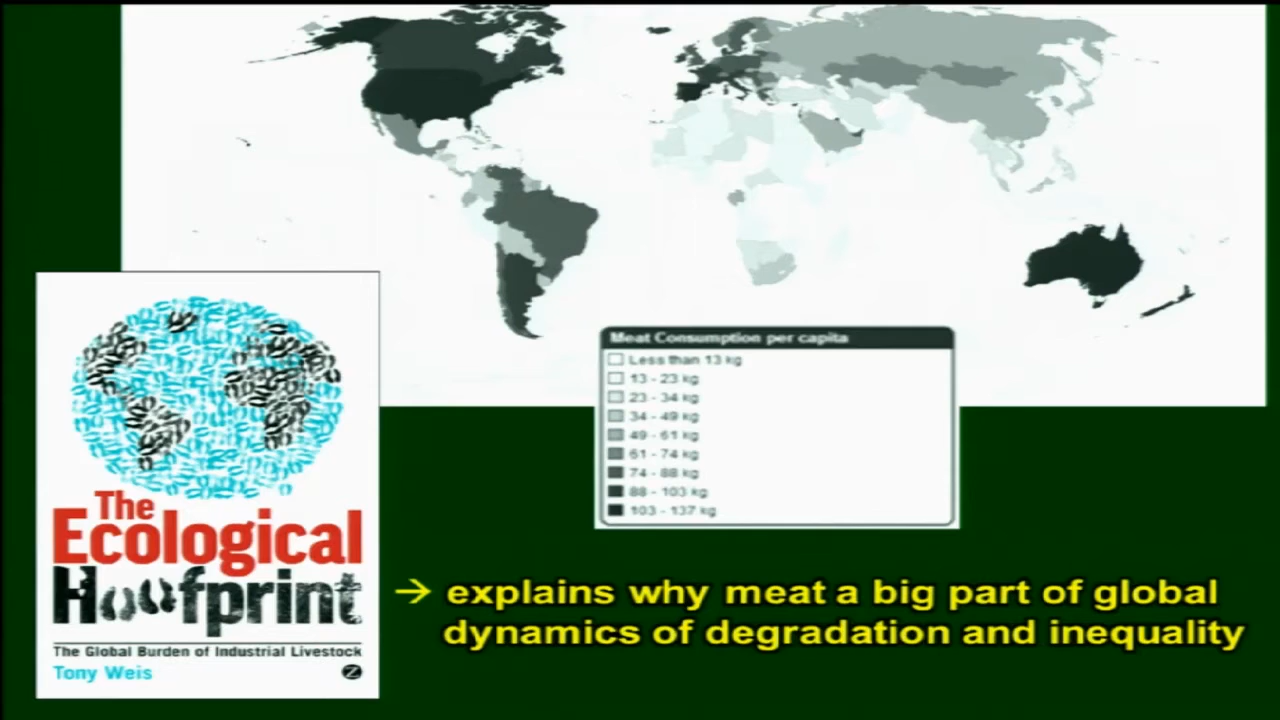 Meat Consumption per capita
Less than 13 kg
13 - 23 kg
23 - 34 kg
34 - 49 kg
49 - 61 kg
61 - 74 kg
74 - 88 kg
88 - 103 kg
103 - 137 kg
The
Ecological
Hoofprint
The Global Burden of Industrial Livestock
Tony Weis
Z
→ explains why meat a big part of global
dynamics of degradation and inequality